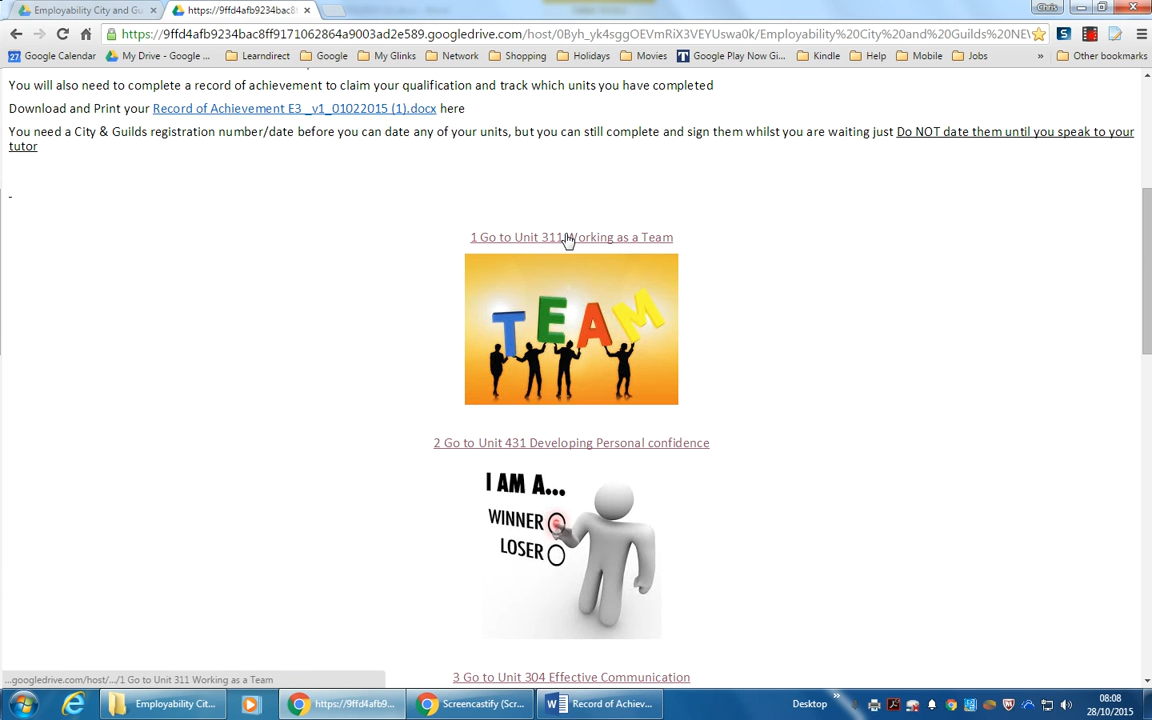 Chris
Employability City and Gu
https://9ffd4afb9234bac8f
https://9ffd4afb9234bac8ff9171062864a9003ad2e589.googledrive.com/host/0Byh_yk4sggOEVmRiX3VEYUswa0k/Employability%20City%20and%20Guilds%20NEW
Google Calendar
My Drive - Google ...
Learndirect
Google
My Glinks
Network
Shopping
Holidays
Movies
Google Play Now Gi...
Kindle
Help
Mobile
Jobs
»
Other bookmarks
You will also need to complete a record of achievement to claim your qualification and track which units you have completed
Download and Print your Record of Achievement E3 _v1_01022015 (1).docx here
You need a City & Guilds registration number/date before you can date any of your units, but you can still complete and sign them whilst you are waiting just Do NOT date them until you speak to your
tutor
-
1 Go to Unit 311 Working as a Team
TEAM
2 Go to Unit 431 Developing Personal confidence
I AM A...
WINNER
LOSER
3 Go to Unit 304 Effective Communication
...googledrive.com/host/.../1 Go to Unit 311 Working as a Team
Employability Cit...
https://9ffd4afb92...
Screencastify (Scr...
Record of Achiev...
Desktop
»
08:08
28/10/2015